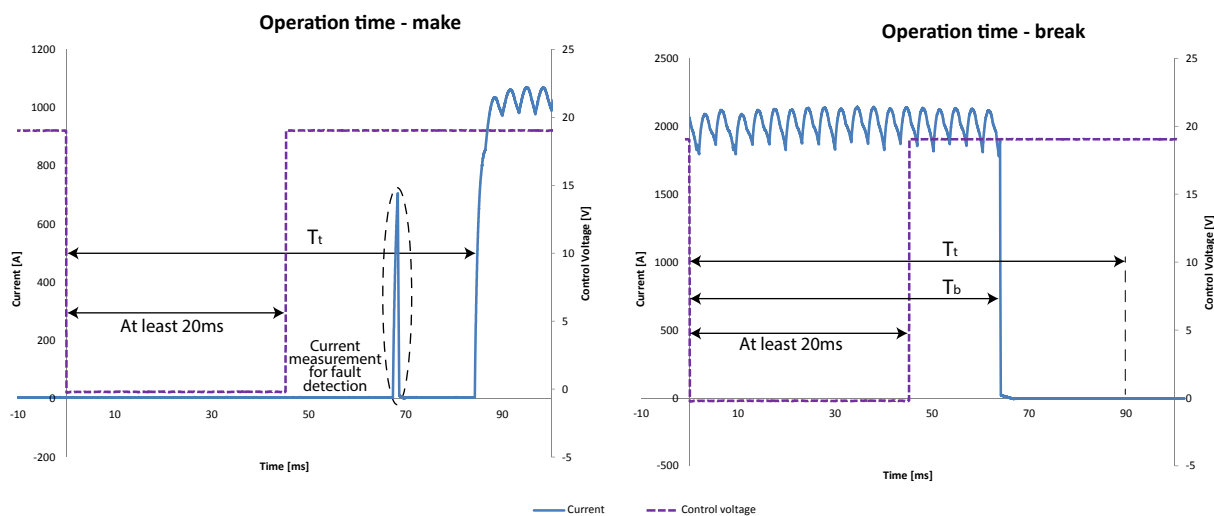 Operation time - make
1200
1000
800
600
400
200
0
-200
Current [A]
25
20
15
10
5
0
-5
Control Voltage [V]
T_t
At least 20ms
Current
measurement
for fault
detection
-10 10 30 50 70 90
Time [ms]
Operation time - break
2500
2000
1500
1000
500
0
-500
Current [A]
25
20
15
10
5
0
-5
Control Voltage [V]
T_t
T_b
At least 20ms
-10 10 30 50 70 90
Time [ms]
Current Control voltage